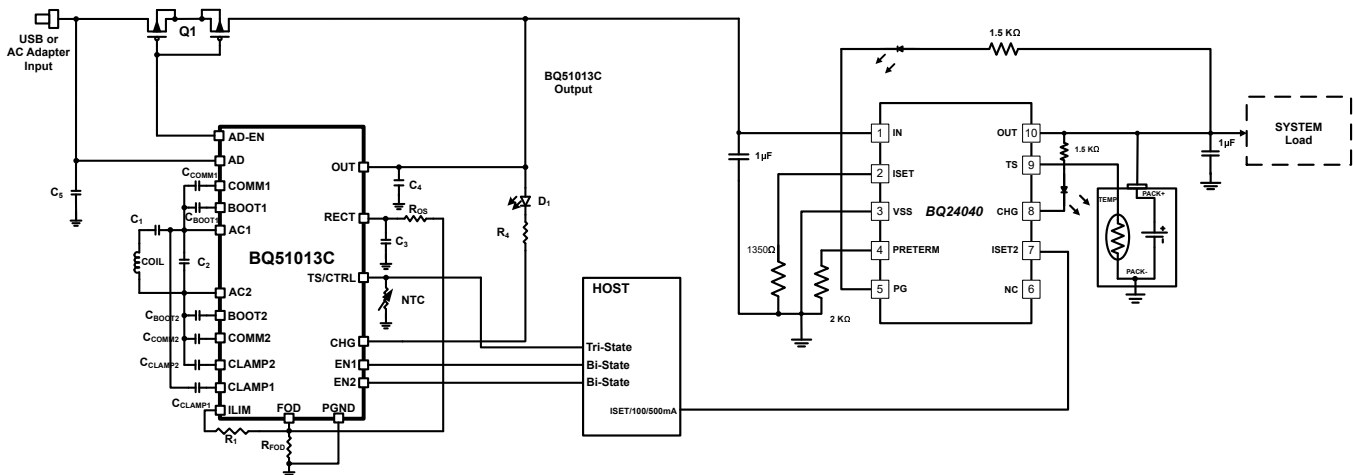 USB or
AC Adapter
Input
Q1
BQ51013C
Output
C5
CCOMM1
CBOOT1
C1
COIL
C2
CBOOT2
CCOMM2
CCLAMP2
CCLAMP1
R1
RFOD
AD-EN
AD
COMM1
BOOT1
AC1
AC2
BOOT2
COMM2
CLAMP2
CLAMP1
ILIM
FOD
PGND
BQ51013C
OUT
RECT
TS/CTRL
CHG
EN1
EN2
C4
ROS
C3
NTC
D1
R4
HOST
Tri-State
Bi-State
Bi-State
ISET/100/500mA
1µF
1350Ω
2 KΩ
1.5 KΩ
1 IN
2 ISET
3 VSS
4 PRETERM
5 PG
BQ24040
OUT 10
TS 9
CHG 8
ISET2 7
NC 6
1.5 KΩ
TEMP
PACK+
+
-
PACK-
1µF
SYSTEM
Load